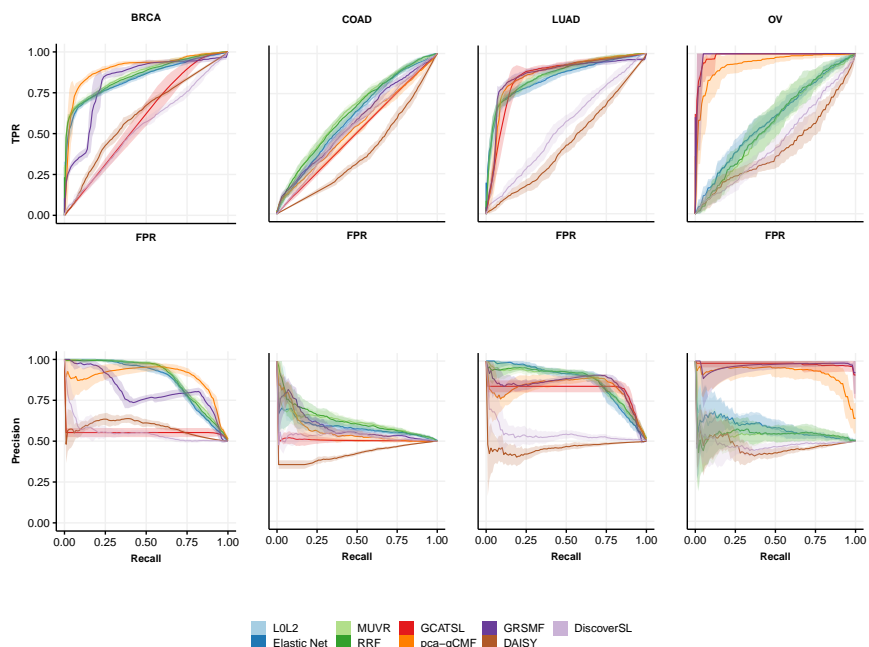 BRCA COAD LUAD OV
1.00
0.75
0.50
0.25
0.00
TPR
FPR FPR FPR FPR
1.00
0.75
0.50
0.25
0.00
Precision
0.00 0.25 0.50 0.75 1.00 0.00 0.25 0.50 0.75 1.00 0.00 0.25 0.50 0.75 1.00 0.00 0.25 0.50 0.75 1.00
Recall Recall Recall Recall
L0L2 MUVR GCATSL GRSMF DiscoverSL
Elastic Net RRF pca-gCMF DAISY